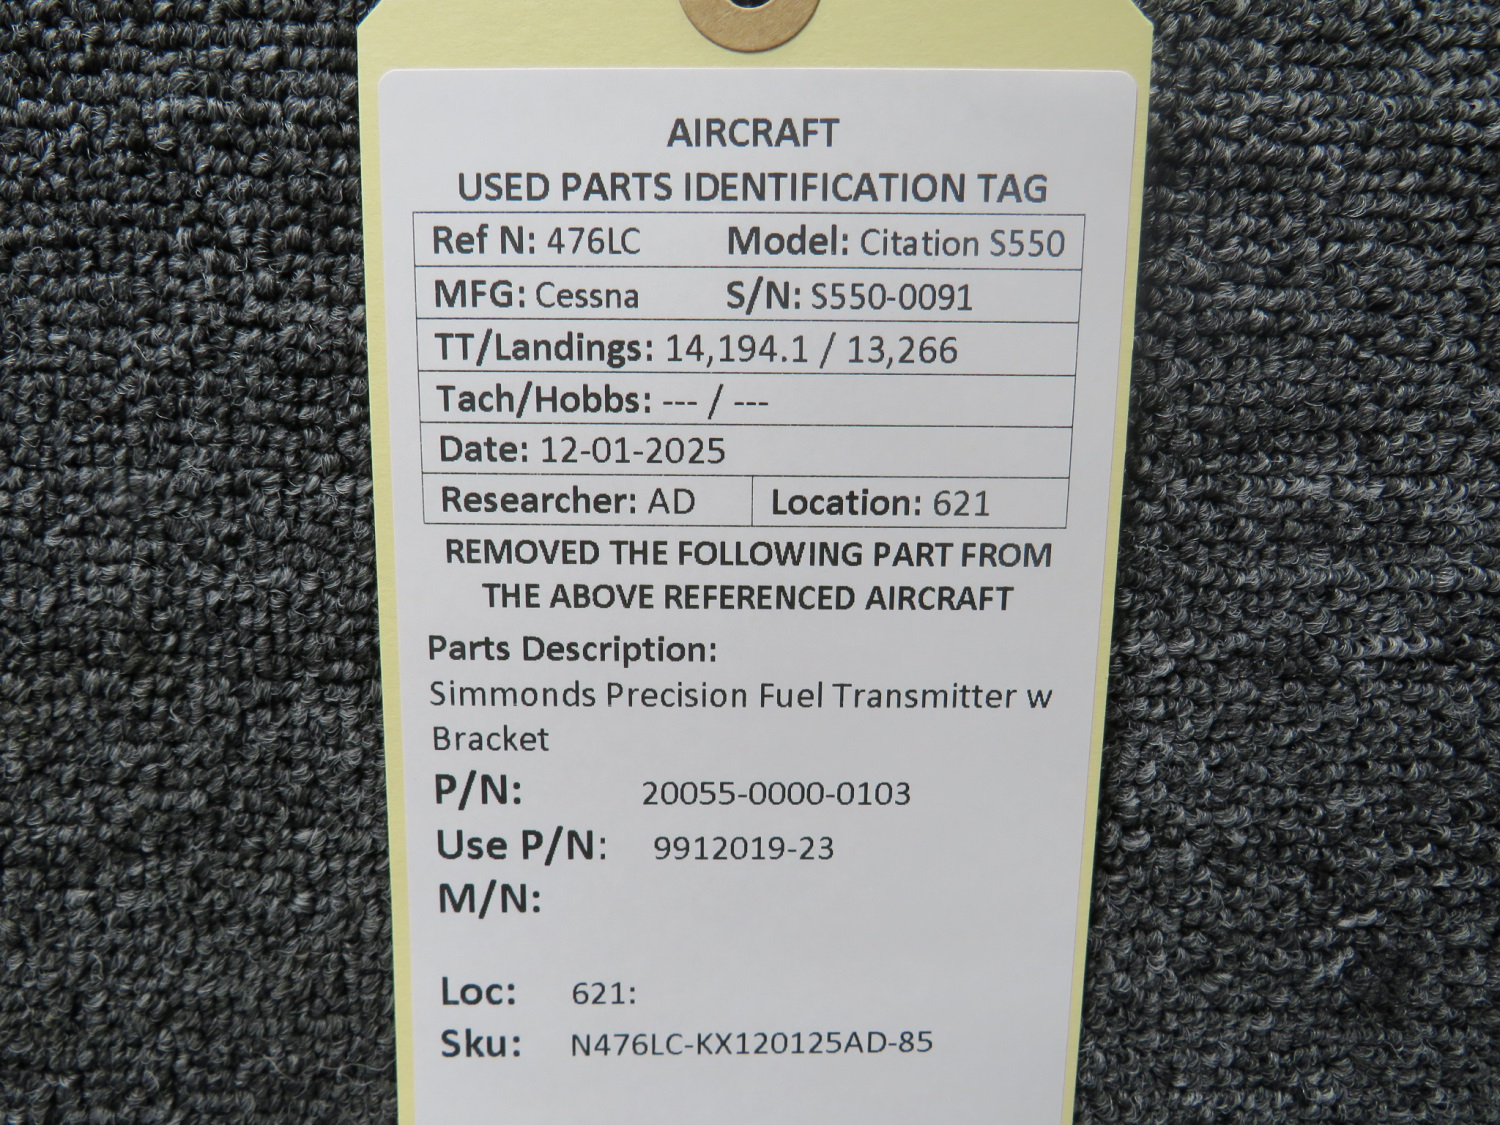 AIRCRAFT
USED PARTS IDENTIFICATION TAG
Ref N: 476LC Model: Citation S550
MFG: Cessna S/N: S550-0091
TT/Landings: 14,194.1 / 13,266
Tach/Hobbs: --- / ---
Date: 12-01-2025
Researcher: AD Location: 621
REMOVED THE FOLLOWING PART FROM
THE ABOVE REFERENCED AIRCRAFT
Parts Description:
Simmonds Precision Fuel Transmitter w
Bracket
P/N: 20055-0000-0103
Use P/N: 9912019-23
M/N:
Loc: 621:
Sku: N476LC-KX120125AD-85